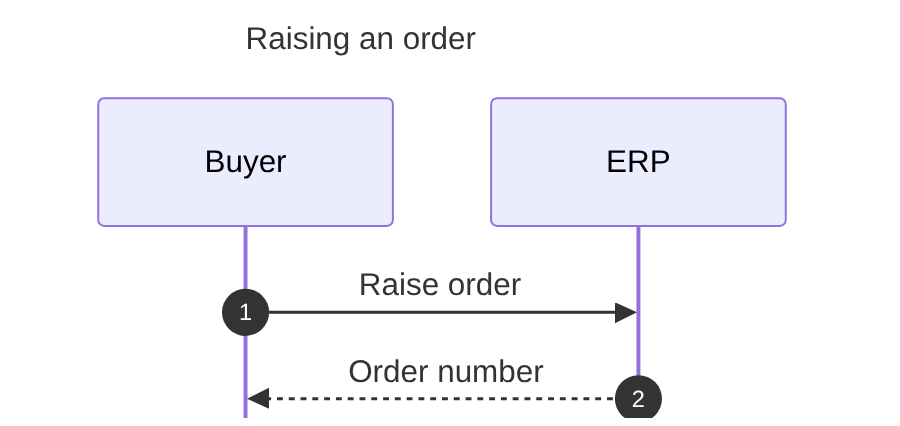 Raising an order
Buyer
ERP
Raise order
1
Order number
2